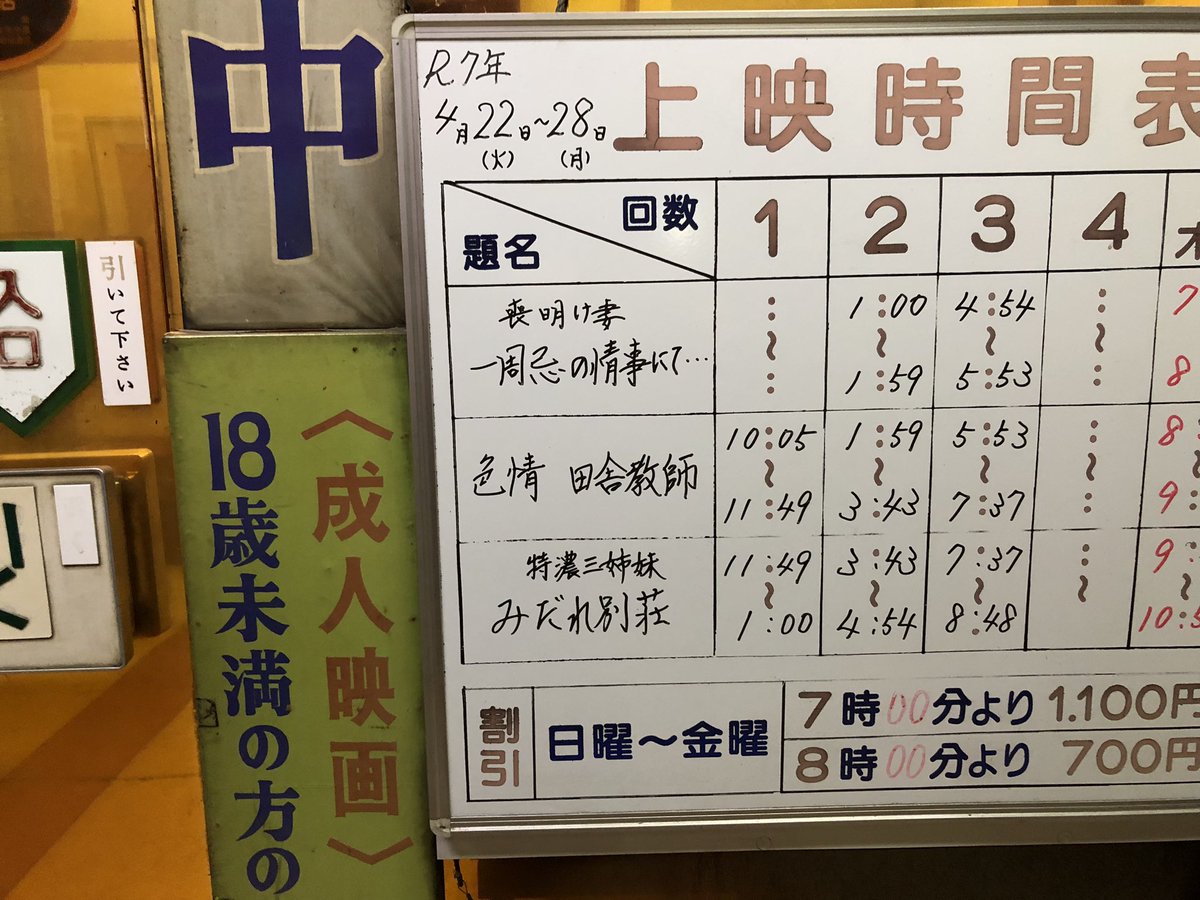 中
引いて下さい
入口
〈成人映画〉
18歳未満の方の
R.7年
4月22日~28日
(火) (月)
上映時間表
回数 1 2 3 4 木
題名
喪明け妻
一周忌の情事にて…
: ~ :
1:00 ~ 1:59
4:54 ~ 5:53
: ~ :
7
8
色情 田舎教師
10:05 ~ 11:49
1:59 ~ 3:43
5:53 ~ 7:37
: ~ :
8:
9:
特濃三姉妹
みだれ別荘
11:49 ~ 1:00
3:43 ~ 4:54
7:37 ~ 8:48
: ~
9:
10:
割引
日曜~金曜
7時00分より 1.100円
8時00分より 700円